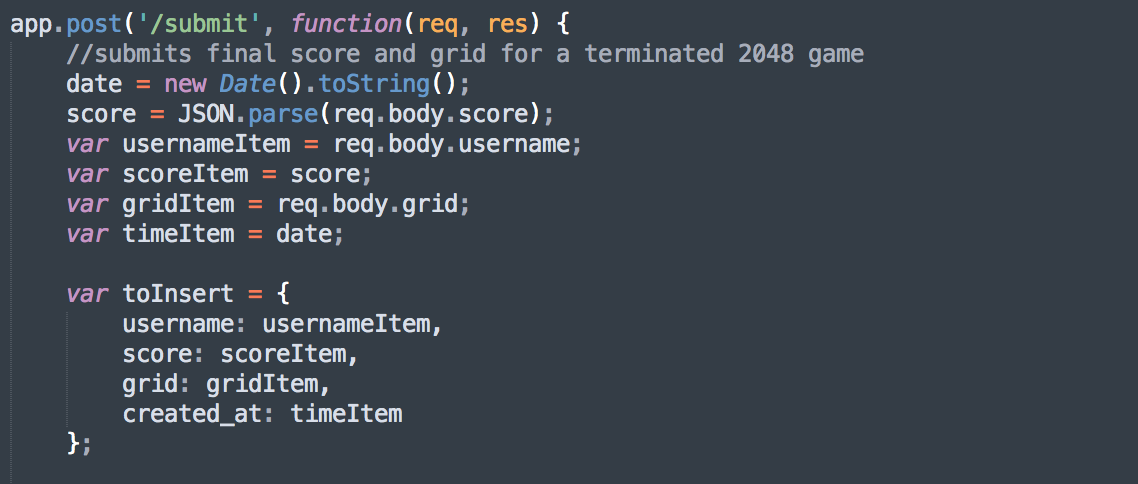 app.post('/submit', function(req, res) {
    //submits final score and grid for a terminated 2048 game
    date = new Date().toString();
    score = JSON.parse(req.body.score);
    var usernameItem = req.body.username;
    var scoreItem = score;
    var gridItem = req.body.grid;
    var timeItem = date;

    var toInsert = {
        username: usernameItem,
        score: scoreItem,
        grid: gridItem,
        created_at: timeItem
    };